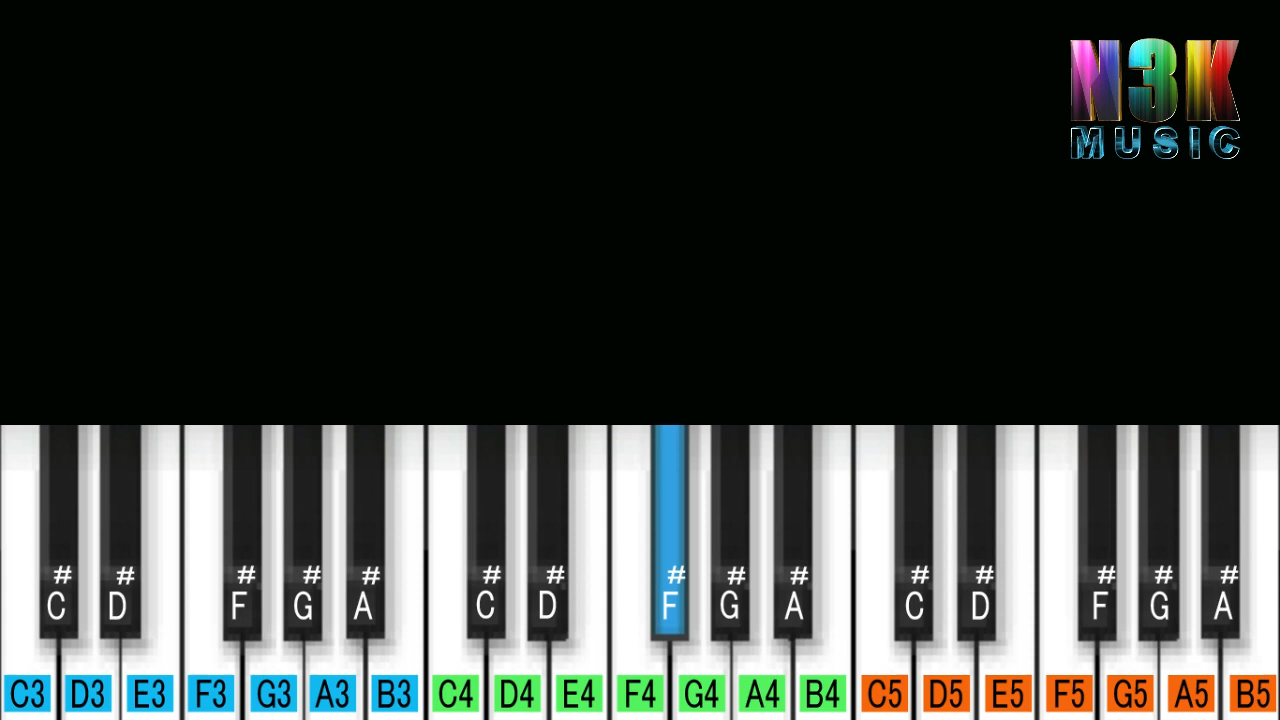 N3K
MUSIC
# # # # # # # # # # # # # # #
C D F G A C D F G A C D F G A
C3 D3 E3 F3 G3 A3 B3 C4 D4 E4 F4 G4 A4 B4 C5 D5 E5 F5 G5 A5 B5